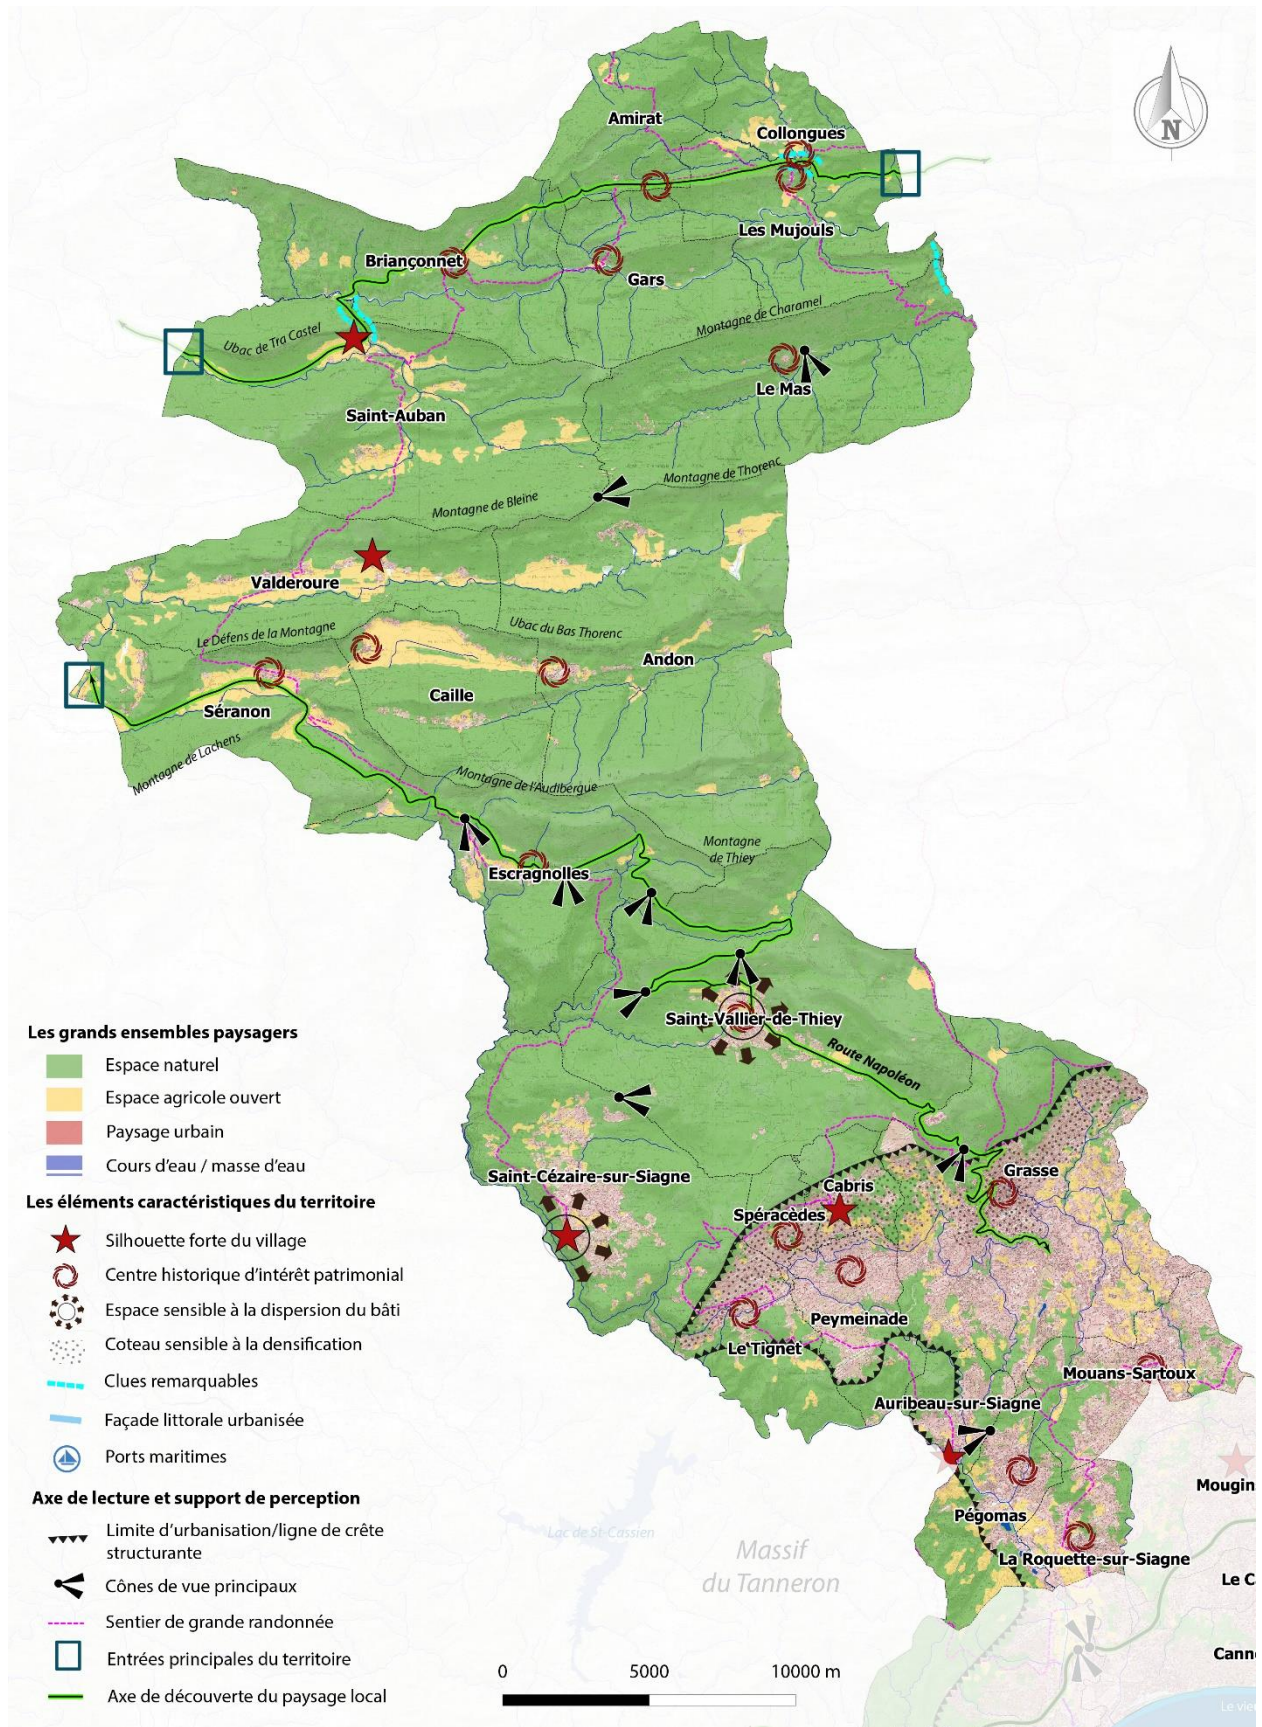 N
Amirat
Collongues
Les Mujouls
Briançonnet
Gars
Montagne de Charamel
Ubac de Tra Castel
Le Mas
Saint-Auban
Montagne de Thorenc
Montagne de Bleine
Valderoure
Le Défens de la Montagne
Ubac du Bas Thorenc
Andon
Caille
Séranon
Montagne de Lachens
Montagne de l'Audibergue
Montagne
de Thiey
Escragnolles
Saint-Vallier-de-Thiey
Route Napoléon
Saint-Cézaire-sur-Siagne
Grasse
Cabris
Spéracèdes
Peymeinade
Le Tignet
Mouans-Sartoux
Auribeau-sur-Siagne
Mougin
Pégomas
Lac de St-Cassien
Massif
du Tanneron
La Roquette-sur-Siagne
Le C
Cann
Le vie
Les grands ensembles paysagers
Espace naturel
Espace agricole ouvert
Paysage urbain
Cours d'eau / masse d'eau
Les éléments caractéristiques du territoire
Silhouette forte du village
Centre historique d'intérêt patrimonial
Espace sensible à la dispersion du bâti
Coteau sensible à la densification
Clues remarquables
Façade littorale urbanisée
Ports maritimes
Axe de lecture et support de perception
Limite d'urbanisation/ligne de crête
structurante
Cônes de vue principaux
Sentier de grande randonnée
Entrées principales du territoire
Axe de découverte du paysage local
0 5000 10000 m